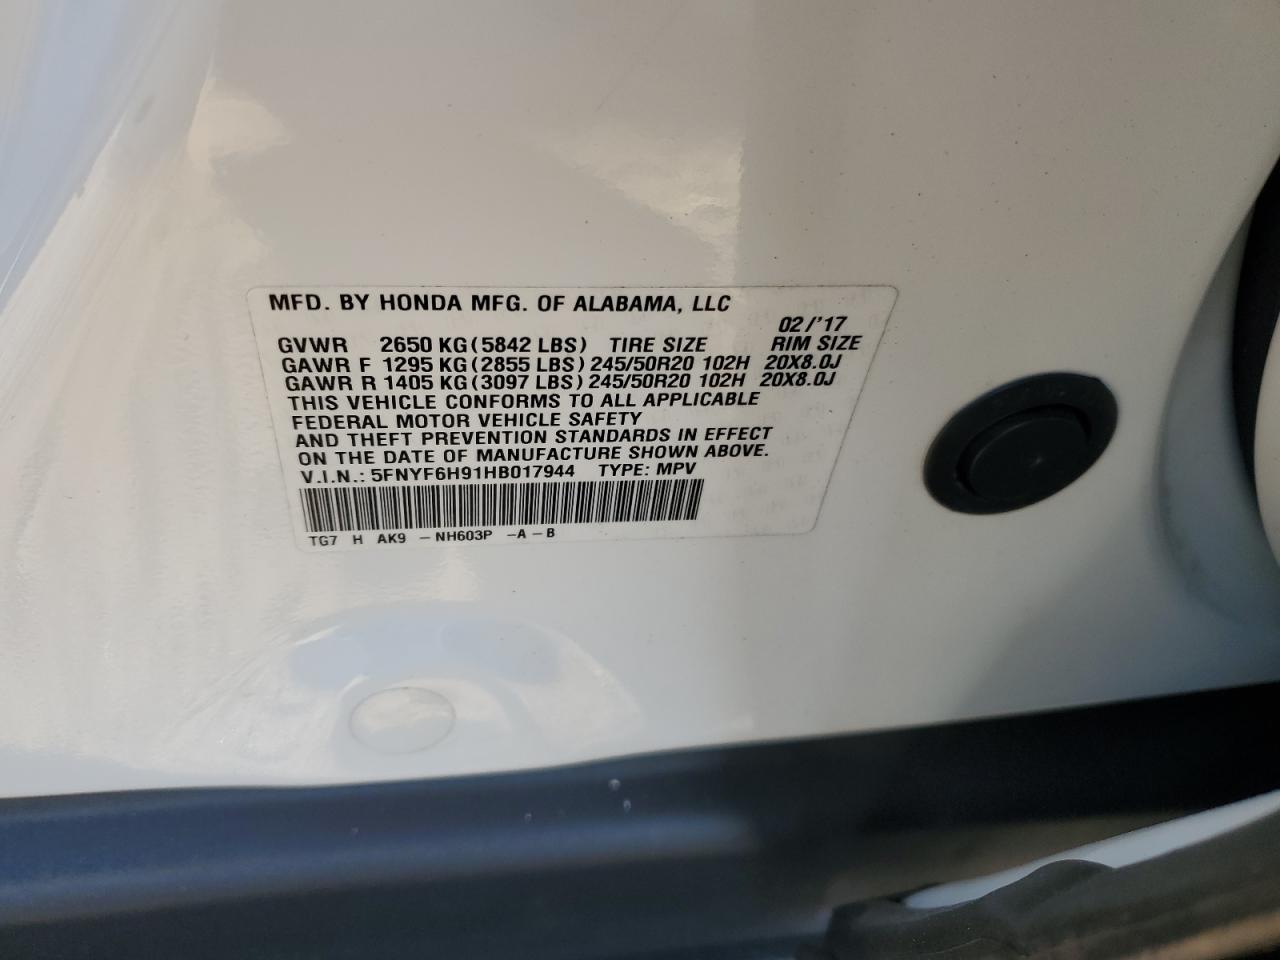 MFD. BY HONDA MFG. OF ALABAMA, LLC
02/'17
GVWR 2650 KG(5842 LBS) TIRE SIZE RIM SIZE
GAWR F 1295 KG(2855 LBS)245/50R20 102H 20X8.0J
GAWR R 1405 KG(3097 LBS)245/50R20 102H 20X8.0J
THIS VEHICLE CONFORMS TO ALL APPLICABLE
FEDERAL MOTOR VEHICLE SAFETY
AND THEFT PREVENTION STANDARDS IN EFFECT
ON THE DATE OF MANUFACTURE SHOWN ABOVE.
V.I.N.: 5FNYF6H91HB017944 TYPE: MPV
TG7 H AK9 -NH603P -A-B